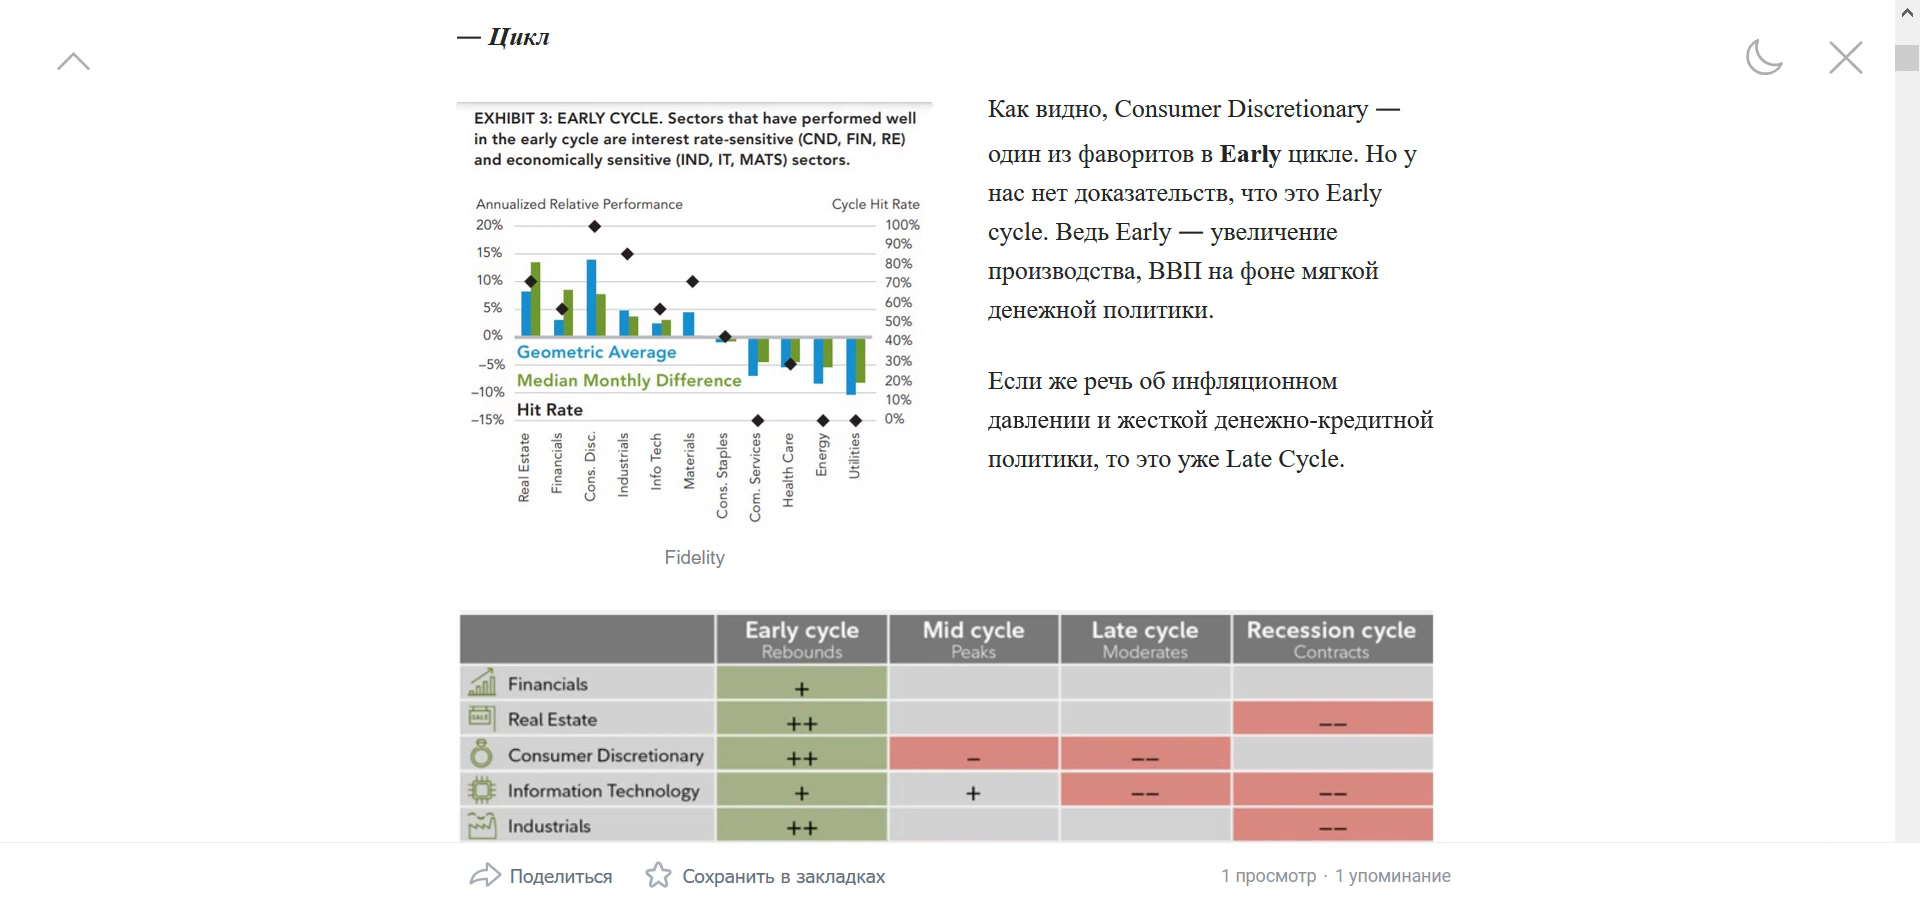 — Цикл
EXHIBIT 3: EARLY CYCLE. Sectors that have performed well
in the early cycle are interest rate-sensitive (CND, FIN, RE)
and economically sensitive (IND, IT, MATS) sectors.
Annualized Relative Performance
Cycle Hit Rate
20%
15%
10%
5%
0%
−5%
−10%
−15%
100%
90%
80%
70%
60%
50%
40%
30%
20%
10%
0%
Geometric Average
Median Monthly Difference
Hit Rate
Real Estate
Financials
Cons. Disc.
Industrials
Info Tech
Materials
Cons. Staples
Com. Services
Health Care
Energy
Utilities
Fidelity
Как видно, Consumer Discretionary —
один из фаворитов в Early цикле. Но у
нас нет доказательств, что это Early
cycle. Ведь Early — увеличение
производства, ВВП на фоне мягкой
денежной политики.
Если же речь об инфляционном
давлении и жесткой денежно-кредитной
политики, то это уже Late Cycle.
Early cycle Mid cycle Late cycle Recession cycle
Rebounds Peaks Moderates Contracts
Financials +
Real Estate ++ −−
SALE
Consumer Discretionary ++ − −−
Information Technology + + −− −−
Industrials ++ −−
Поделиться Сохранить в закладках 1 просмотр · 1 упоминание